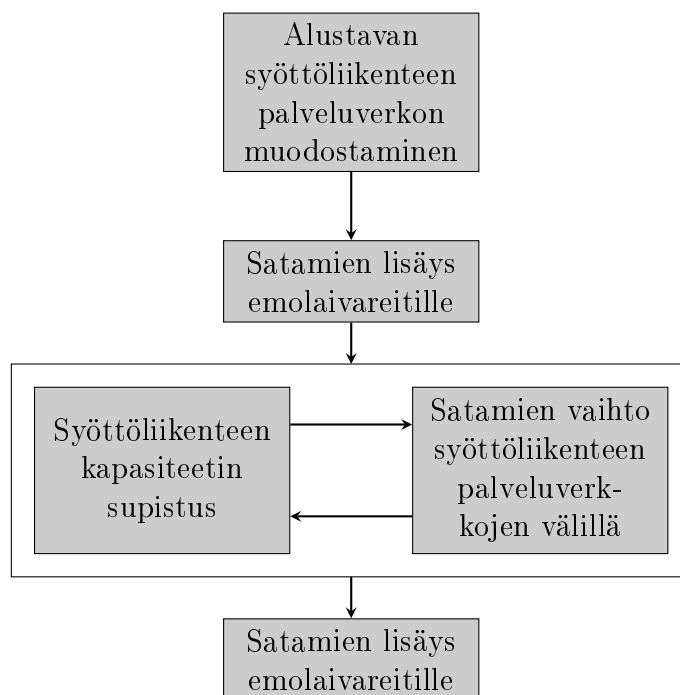 Alustavan
syöttöliikenteen
palveluverkon
muodostaminen
Satamien lisäys
emolaivareitille
Syöttöliikenteen
kapasiteetin
supistus
Satamien vaihto
syöttöliikenteen
palveluverk-
kojen välillä
Satamien lisäys
emolaivareitille